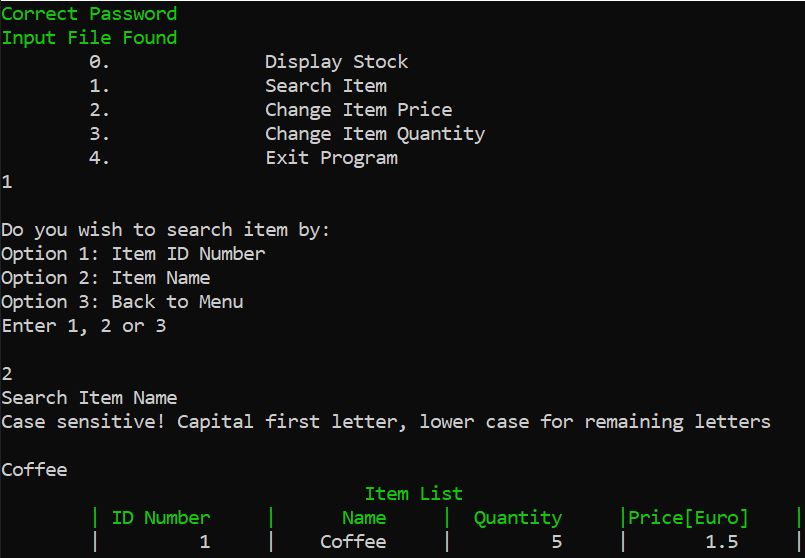 Correct Password
Input File Found
0. Display Stock
1. Search Item
2. Change Item Price
3. Change Item Quantity
4. Exit Program
1
Do you wish to search item by:
Option 1: Item ID Number
Option 2: Item Name
Option 3: Back to Menu
Enter 1, 2 or 3
2
Search Item Name
Case sensitive! Capital first letter, lower case for remaining letters
Coffee
Item List
| ID Number | Name | Quantity |Price[Euro] |
| 1 | Coffee | 5 | 1.5 |